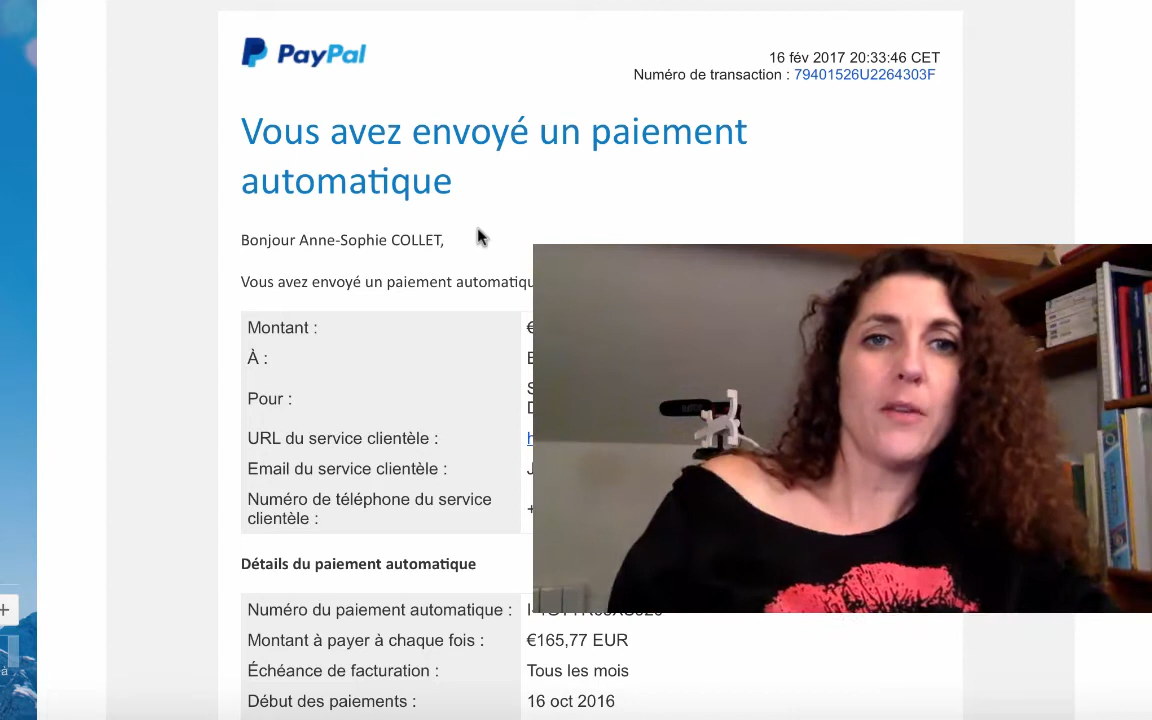 PayPal
16 fév 2017 20:33:46 CET
Numéro de transaction : 79401526U2264303F
Vous avez envoyé un paiement
automatique
Bonjour Anne-Sophie COLLET,
Vous avez envoyé un paiement
Montant : €
À :
Pour :
URL du service clientèle :
Email du service clientèle :
Numéro de téléphone du service
clientèle : +
Détails du paiement automatique
Numéro du paiement automatique :
Montant à payer à chaque fois : €165,77 EUR
Échéance de facturation : Tous les mois
Début des paiements : 16 oct 2016